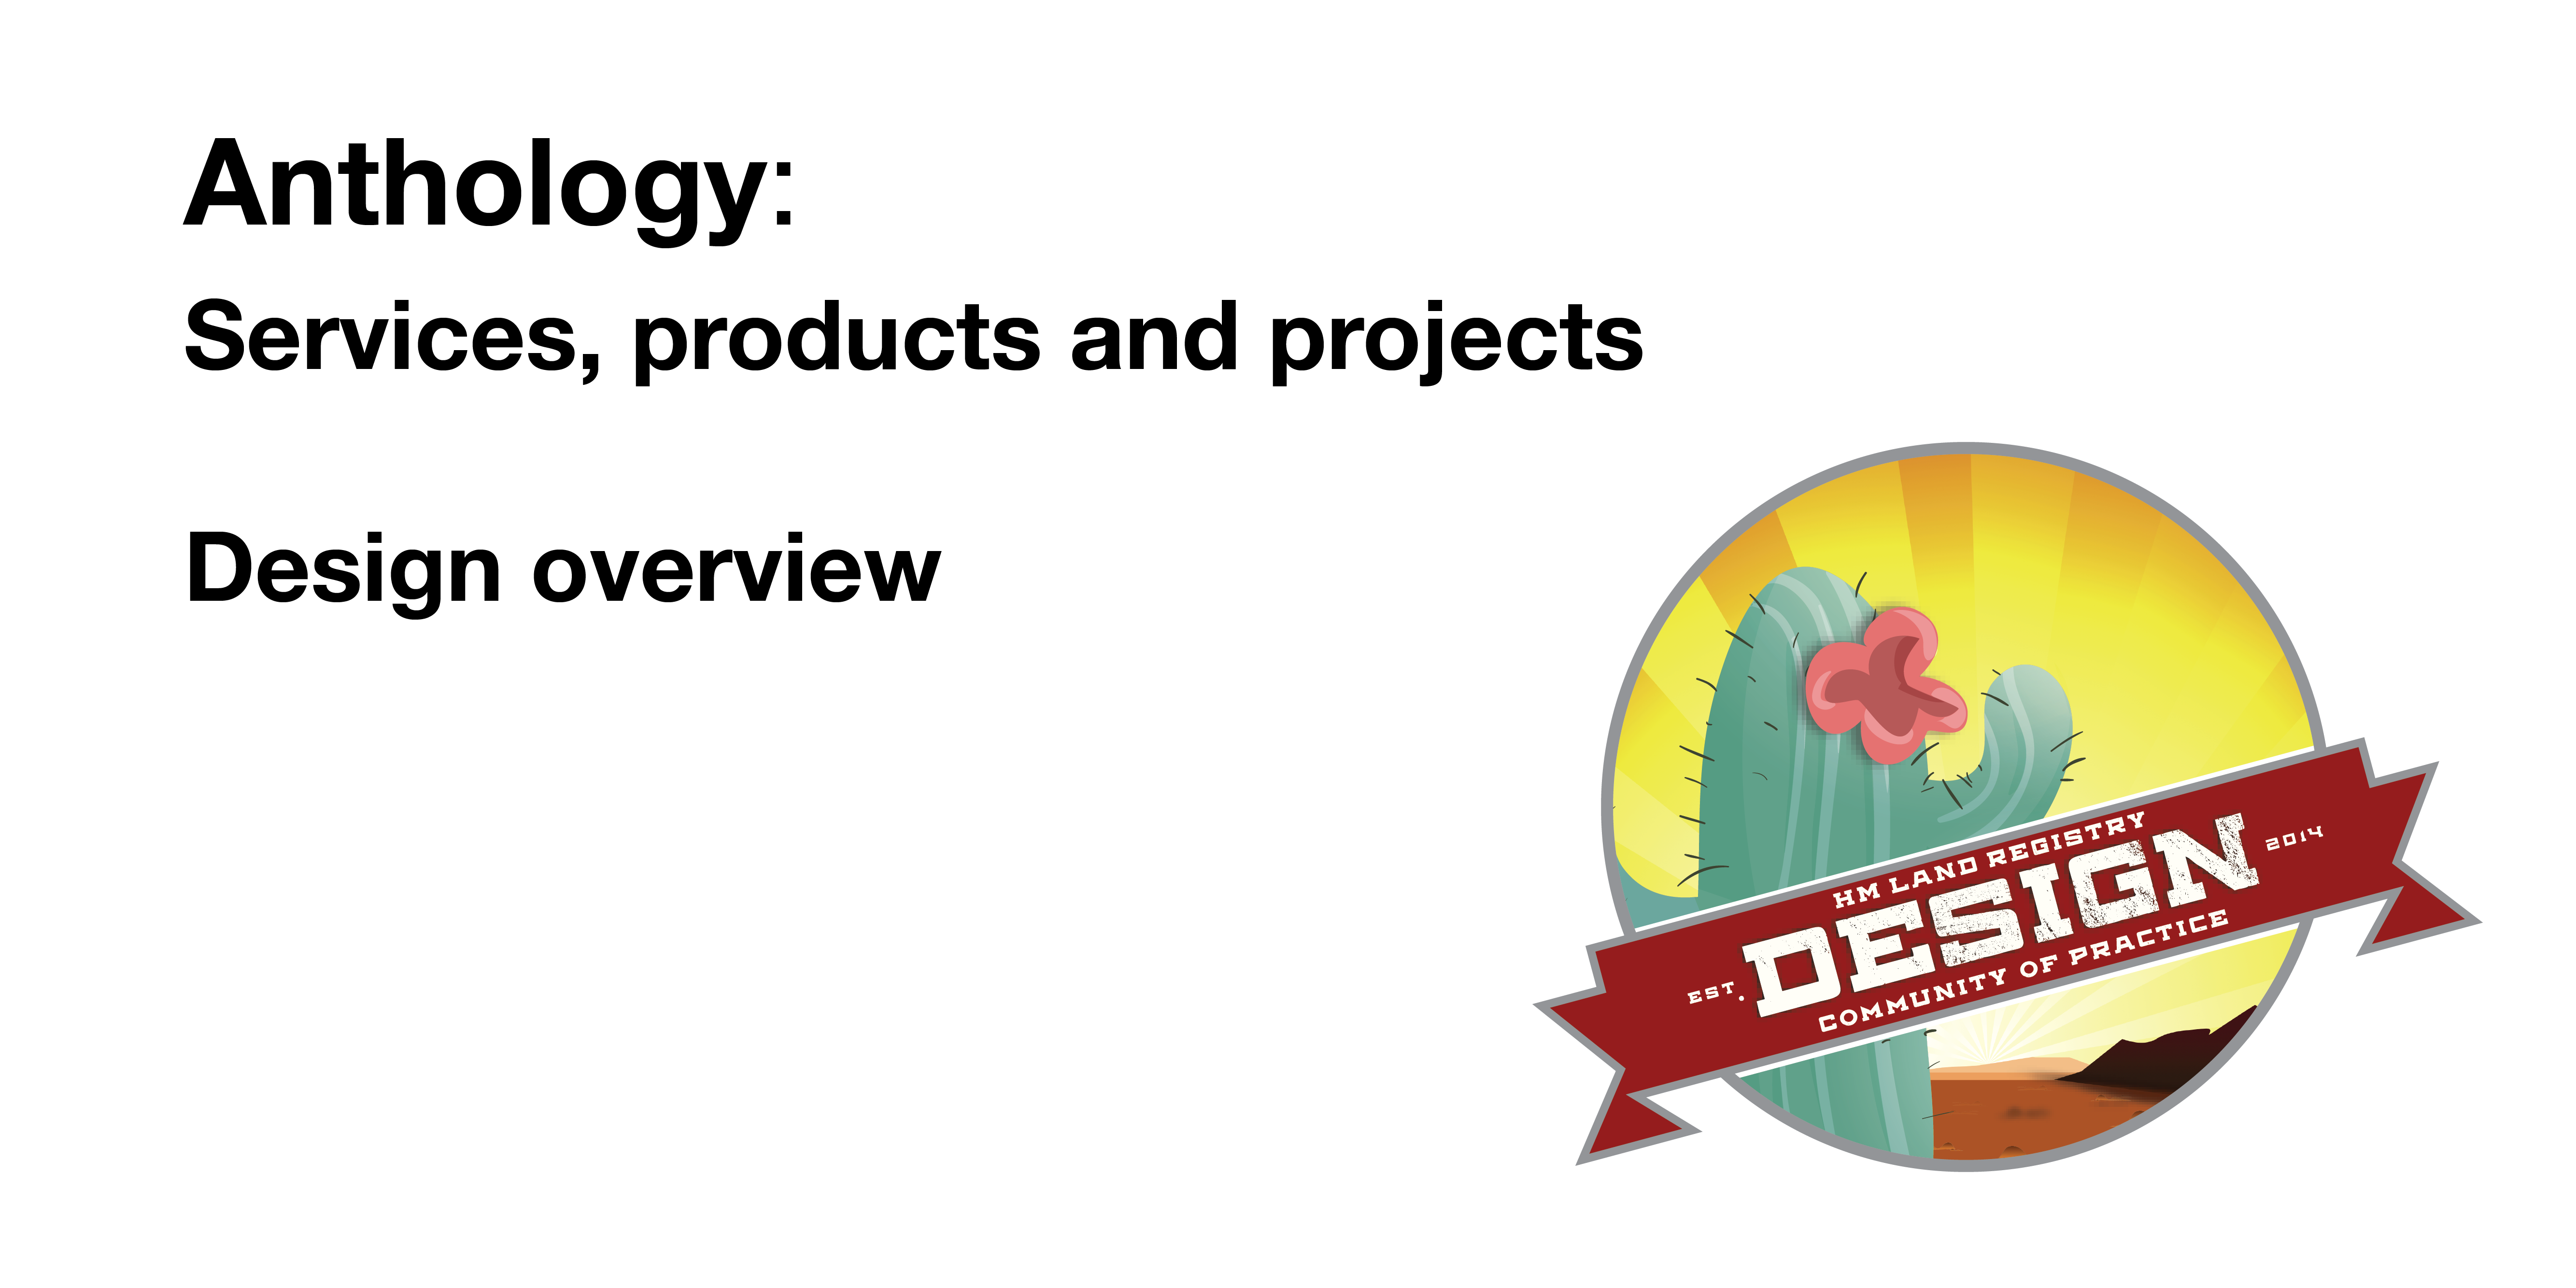 Anthology:
Services, products and projects
Design overview
HM LAND REGISTRY
EST. DESIGN 2014
COMMUNITY OF PRACTICE